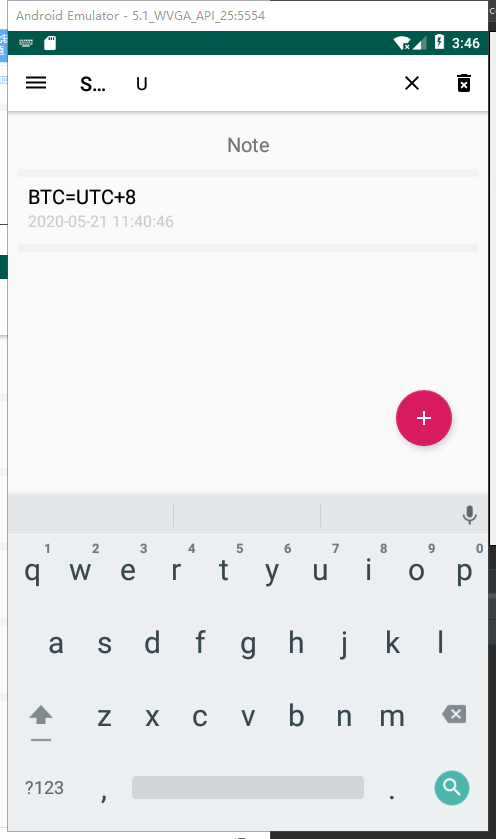 Android Emulator - 5.1_WVGA_API_25:5554
3:46
S... U
Note
BTC=UTC+8
2020-05-21 11:40:46
1 2 3 4 5 6 7 8 9 0
q w e r t y u i o p
a s d f g h j k l
z x c v b n m
?123 , .